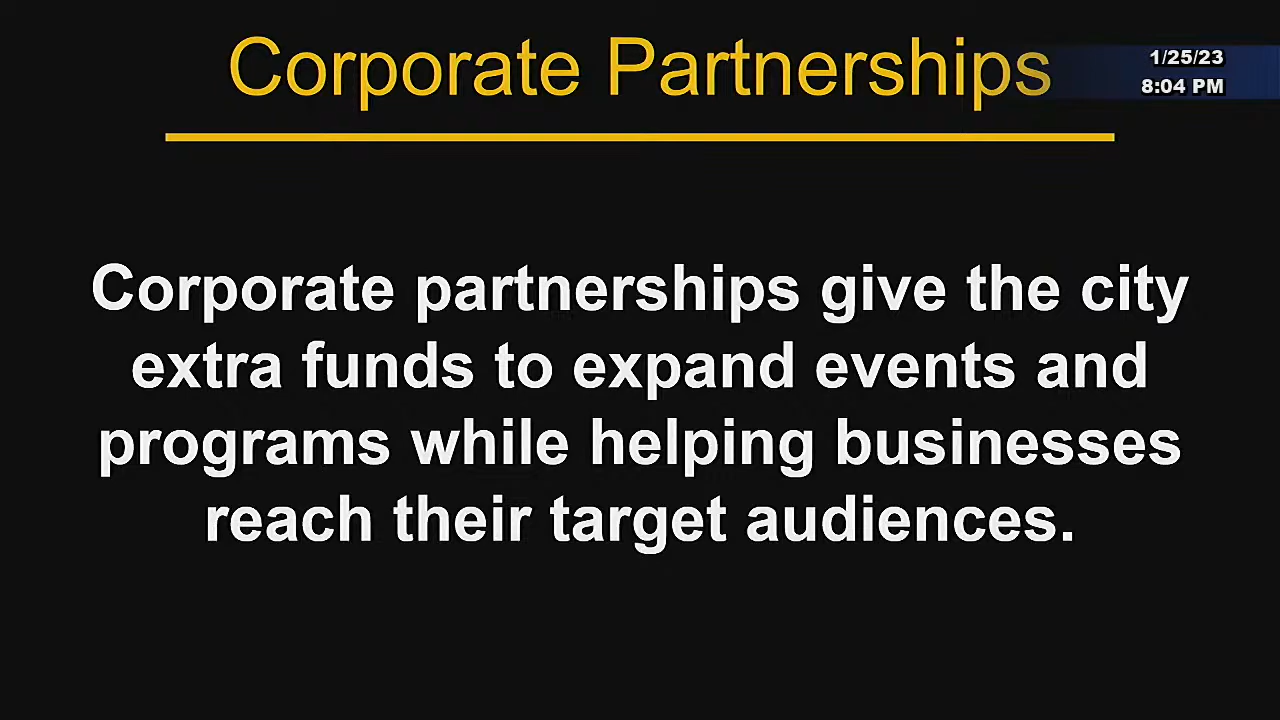 Corporate Partnerships
1/25/23
8:04 PM
Corporate partnerships give the city
extra funds to expand events and
programs while helping businesses
reach their target audiences.